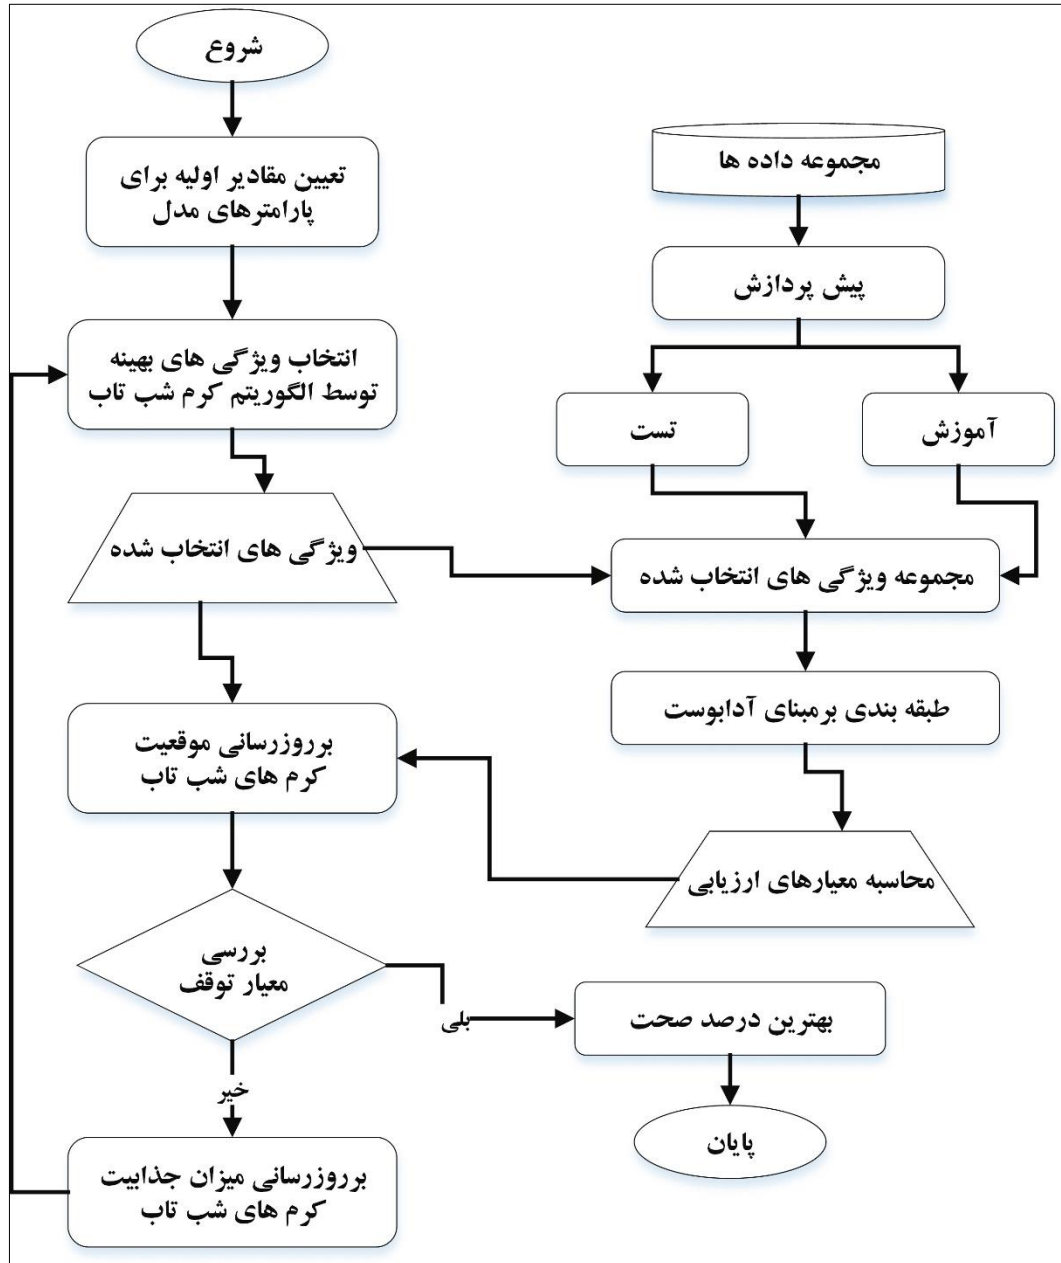 شروع
تعیین مقادیر اولیه برای
پارامترهای مدل
انتخاب ویژگی های بهینه
توسط الگوریتم کرم شب تاب
ویژگی های انتخاب شده
برروزرسانی موقعیت
کرم های شب تاب
بررسی
معیار توقف
بلی
خیر
برروزرسانی میزان جذابیت
کرم های شب تاب
مجموعه داده ها
پیش پردازش
آموزش
تست
مجموعه ویژگی های انتخاب شده
طبقه بندی برمبنای آدابوست
محاسبه معیارهای ارزیابی
بهترین درصد صحت
پایان